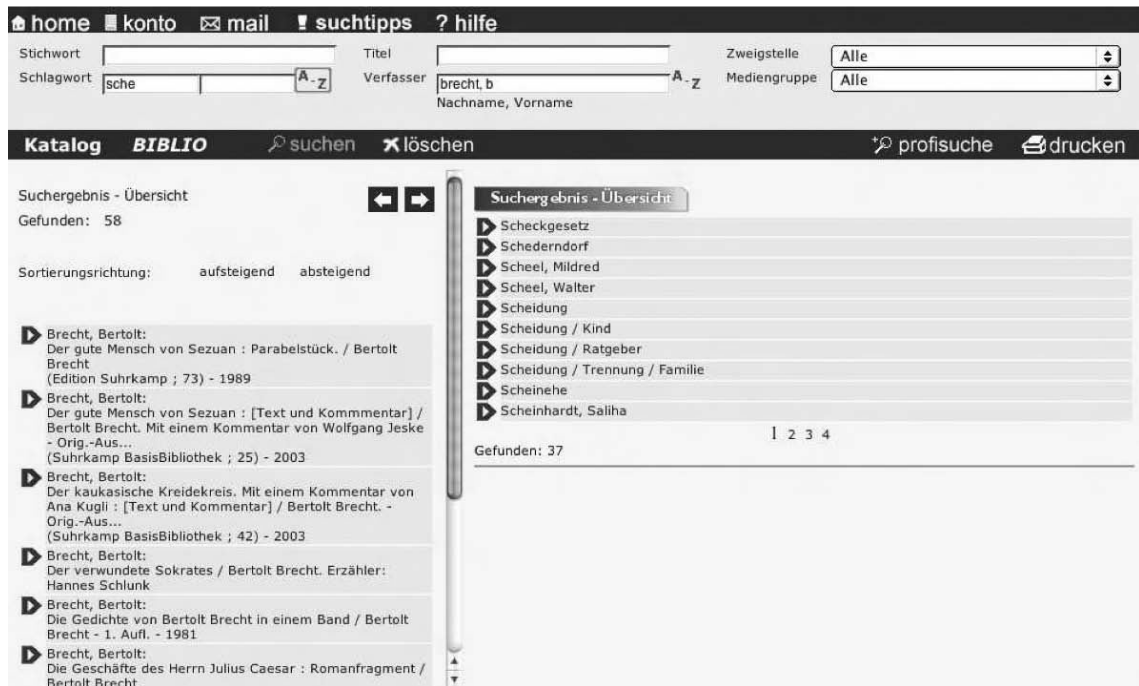 home konto mail ! suchtipps ? hilfe
Stichwort Titel Zweigstelle Alle
Schlagwort sche A-Z Verfasser brecht, b A-Z Mediengruppe Alle
Nachname, Vorname
Katalog BIBLIO suchen löschen profisuche drucken
Suchergebnis - Übersicht
Gefunden: 58
Sortierungsrichtung: aufsteigend absteigend
Brecht, Bertolt:
Der gute Mensch von Sezuan : Parabelstück. / Bertolt
Brecht
(Edition Suhrkamp ; 73) - 1989
Brecht, Bertolt:
Der gute Mensch von Sezuan : [Text und Kommmentar] /
Bertolt Brecht. Mit einem Kommentar von Wolfgang Jeske
- Orig.-Aus...
(Suhrkamp BasisBibliothek ; 25) - 2003
Brecht, Bertolt:
Der kaukasische Kreidekreis. Mit einem Kommentar von
Ana Kugli : [Text und Kommentar] / Bertolt Brecht. -
Orig.-Aus...
(Suhrkamp BasisBibliothek ; 42) - 2003
Brecht, Bertolt:
Der verwundete Sokrates / Bertolt Brecht. Erzähler:
Hannes Schlunk
Brecht, Bertolt:
Die Gedichte von Bertolt Brecht in einem Band / Bertolt
Brecht - 1. Aufl. - 1981
Brecht, Bertolt:
Die Geschäfte des Herrn Julius Caesar : Romanfragment /
Bertolt Brecht
Suchergebnis - Übersicht
Scheckgesetz
Schederndorf
Scheel, Mildred
Scheel, Walter
Scheidung
Scheidung / Kind
Scheidung / Ratgeber
Scheidung / Trennung / Familie
Scheinehe
Scheinhardt, Saliha
1 2 3 4
Gefunden: 37